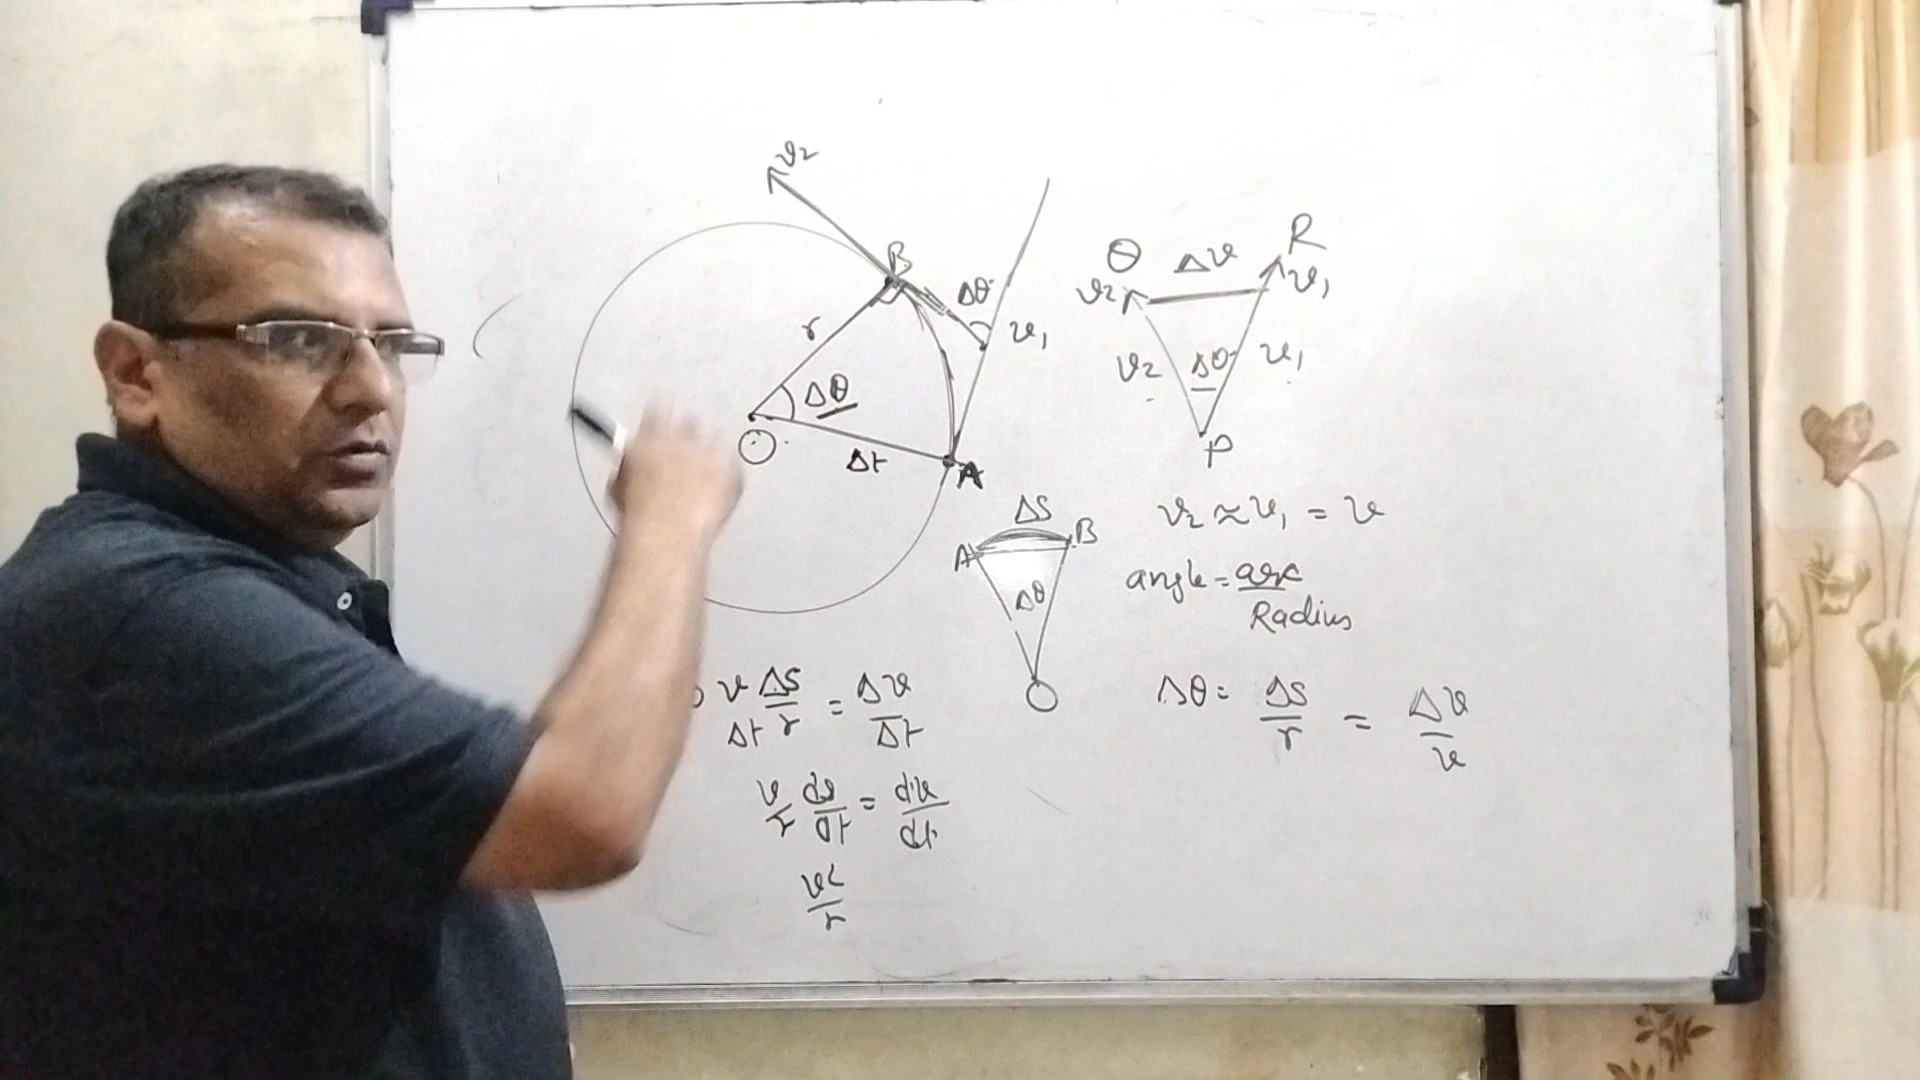 v₂
B
r
Δθ
O
Δt
A
Δθ
v₁
Q
Δv
R
v₂
v₁
v₂
Δθ
v₁
P
ΔS
A
B
Δθ
O
v₂ ≈ v₁ = v
angle = arc
Radius
Δθ = ΔS/r = Δv/v
v/Δt ΔS/r = Δv/Δt
v/r ds/dt = dv/dt
v²/r